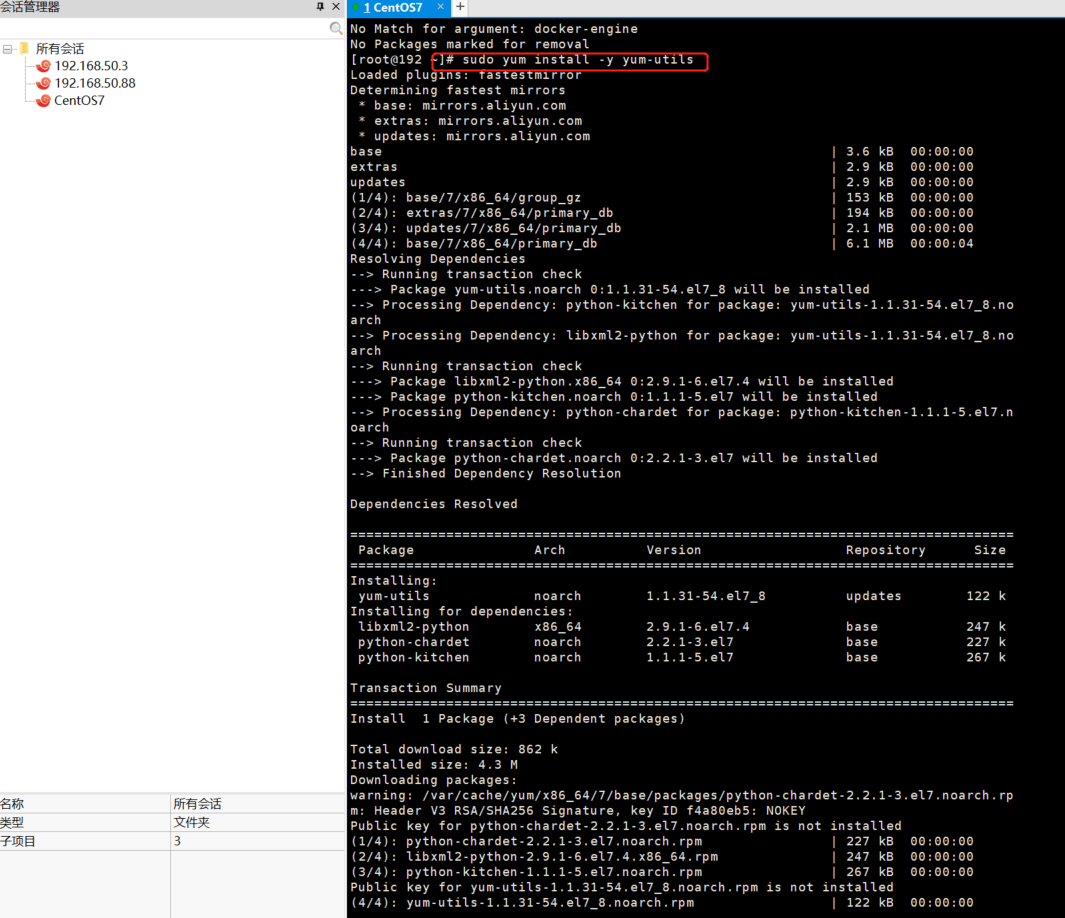 会话管理器
所有会话
192.168.50.3
192.168.50.88
CentOS7
名称 所有会话
类型 文件夹
子项目 3
1 CentOS7 × +
No Match for argument: docker-engine
No Packages marked for removal
[root@192 ~]# sudo yum install -y yum-utils
Loaded plugins: fastestmirror
Determining fastest mirrors
 * base: mirrors.aliyun.com
 * extras: mirrors.aliyun.com
 * updates: mirrors.aliyun.com
base | 3.6 kB 00:00:00
extras | 2.9 kB 00:00:00
updates | 2.9 kB 00:00:00
(1/4): base/7/x86_64/group_gz | 153 kB 00:00:00
(2/4): extras/7/x86_64/primary_db | 194 kB 00:00:00
(3/4): updates/7/x86_64/primary_db | 2.1 MB 00:00:00
(4/4): base/7/x86_64/primary_db | 6.1 MB 00:00:04
Resolving Dependencies
--> Running transaction check
---> Package yum-utils.noarch 0:1.1.31-54.el7_8 will be installed
--> Processing Dependency: python-kitchen for package: yum-utils-1.1.31-54.el7_8.no
arch
--> Processing Dependency: libxml2-python for package: yum-utils-1.1.31-54.el7_8.no
arch
--> Running transaction check
---> Package libxml2-python.x86_64 0:2.9.1-6.el7.4 will be installed
---> Package python-kitchen.noarch 0:1.1.1-5.el7 will be installed
--> Processing Dependency: python-chardet for package: python-kitchen-1.1.1-5.el7.n
oarch
--> Running transaction check
---> Package python-chardet.noarch 0:2.2.1-3.el7 will be installed
--> Finished Dependency Resolution
Dependencies Resolved
===================================================================================
 Package Arch Version Repository Size
===================================================================================
Installing:
 yum-utils noarch 1.1.31-54.el7_8 updates 122 k
Installing for dependencies:
 libxml2-python x86_64 2.9.1-6.el7.4 base 247 k
 python-chardet noarch 2.2.1-3.el7 base 227 k
 python-kitchen noarch 1.1.1-5.el7 base 267 k
Transaction Summary
===================================================================================
Install 1 Package (+3 Dependent packages)
Total download size: 862 k
Installed size: 4.3 M
Downloading packages:
warning: /var/cache/yum/x86_64/7/base/packages/python-chardet-2.2.1-3.el7.noarch.rp
m: Header V3 RSA/SHA256 Signature, key ID f4a80eb5: NOKEY
Public key for python-chardet-2.2.1-3.el7.noarch.rpm is not installed
(1/4): python-chardet-2.2.1-3.el7.noarch.rpm | 227 kB 00:00:00
(2/4): libxml2-python-2.9.1-6.el7.4.x86_64.rpm | 247 kB 00:00:00
(3/4): python-kitchen-1.1.1-5.el7.noarch.rpm | 267 kB 00:00:00
Public key for yum-utils-1.1.31-54.el7_8.noarch.rpm is not installed
(4/4): yum-utils-1.1.31-54.el7_8.noarch.rpm | 122 kB 00:00:00